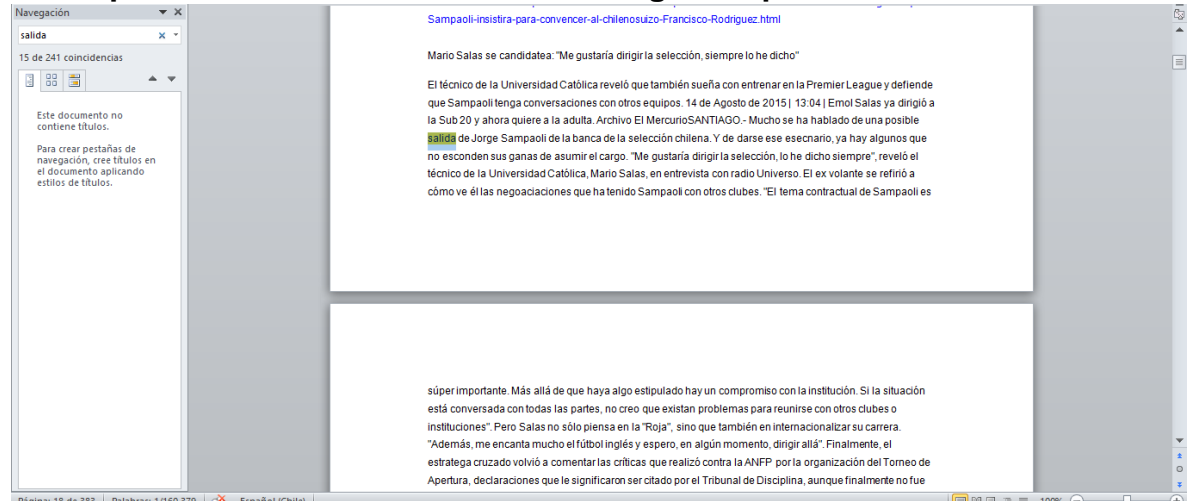 Navegación
salida
15 de 241 coincidencias
Este documento no
contiene títulos.
Para crear pestañas de
navegación, cree títulos en
el documento aplicando
estilos de títulos.
Sampaoli-insistira-para-convencer-al-chilenosuizo-Francisco-Rodriguez.html
Mario Salas se candidatea: "Me gustaría dirigir la selección, siempre lo he dicho"
El técnico de la Universidad Católica reveló que también sueña con entrenar en la Premier League y defiende
que Sampaoli tenga conversaciones con otros equipos. 14 de Agosto de 2015 | 13:04 | Emol Salas ya dirigió a
la Sub 20 y ahora quiere a la adulta. Archivo El MercurioSANTIAGO.- Mucho se ha hablado de una posible
salida de Jorge Sampaoli de la banca de la selección chilena. Y de darse ese esecnario, ya hay algunos que
no esconden sus ganas de asumir el cargo. "Me gustaría dirigir la selección, lo he dicho siempre", reveló el
técnico de la Universidad Católica, Mario Salas, en entrevista con radio Universo. El ex volante se refirió a
cómo ve él las negoaciaciones que ha tenido Sampaoli con otros clubes. "El tema contractual de Sampaoli es
súper importante. Más allá de que haya algo estipulado hay un compromiso con la institución. Si la situación
está conversada con todas las partes, no creo que existan problemas para reunirse con otros clubes o
instituciones". Pero Salas no sólo piensa en la "Roja", sino que también en internacionalizar su carrera.
"Además, me encanta mucho el fútbol inglés y espero, en algún momento, dirigir allá". Finalmente, el
estratega cruzado volvió a comentar las críticas que realizó contra la ANFP por la organización del Torneo de
Apertura, declaraciones que le significaron ser citado por el Tribunal de Disciplina, aunque finalmente no fue
Página: 18 de 383 Palabras: 1/160.379 Español (Chile) 100%